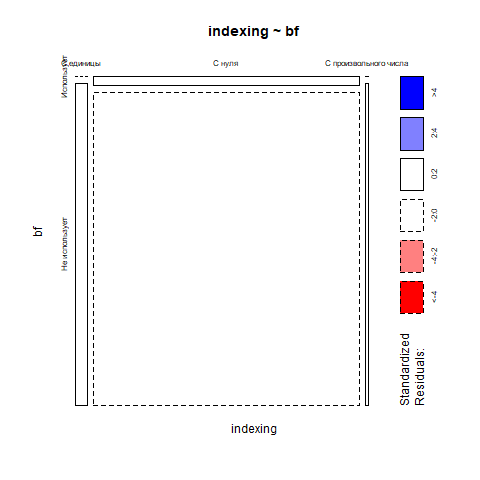 indexing ~ bf
С единицы
С нуля
С произвольного числа
Использует
Не использует
bf
indexing
>4
2:4
0:2
-2:0
-4:-2
<-4
Standardized
Residuals: